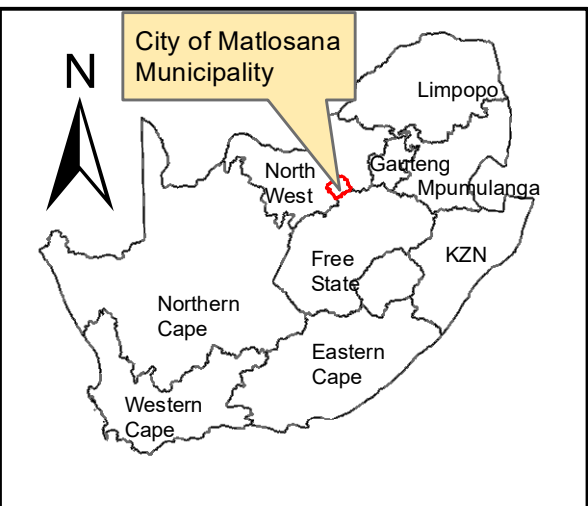 City of Matlosana
Municipality
N
Limpopo
North
West
Gauteng
Mpumulanga
Free
State
KZN
Northern
Cape
Eastern
Cape
Western
Cape